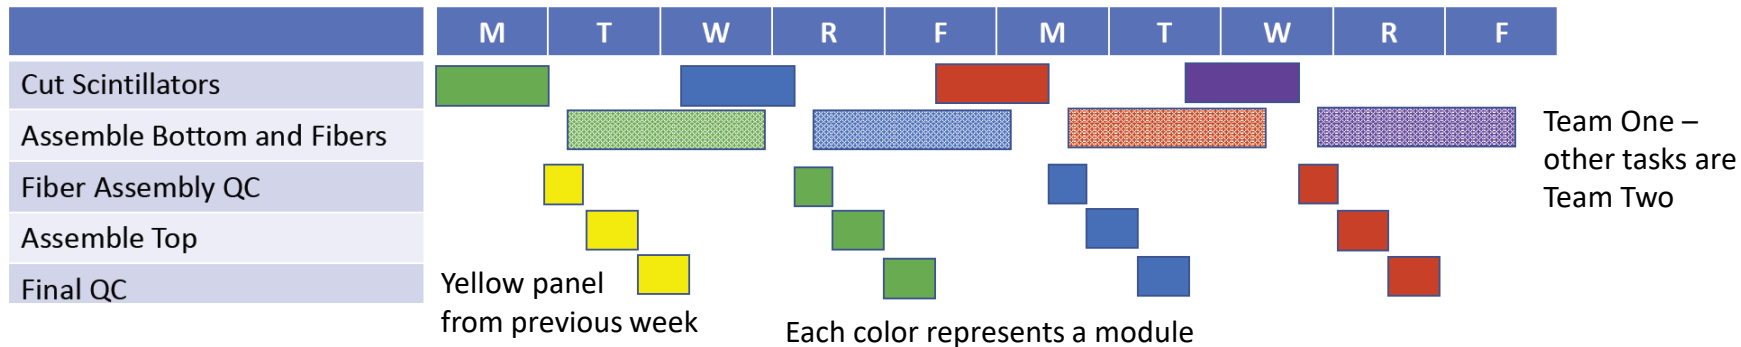 M T W R F M T W R F
Cut Scintillators
Assemble Bottom and Fibers
Fiber Assembly QC
Assemble Top
Final QC
Team One –
other tasks are
Team Two
Yellow panel
from previous week
Each color represents a module